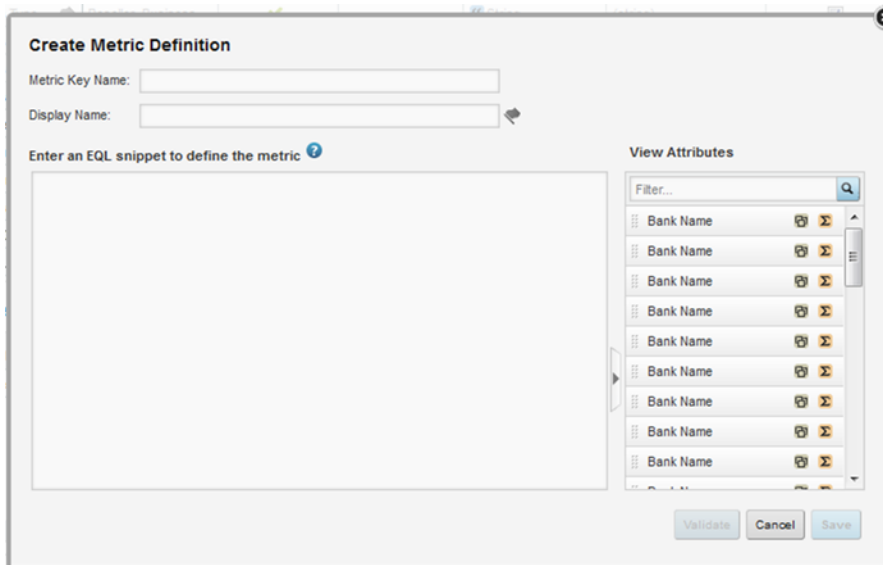 Create Metric Definition
Metric Key Name:
Display Name:
Enter an EQL snippet to define the metric ?
View Attributes
Filter...
Bank Name Σ
Bank Name Σ
Bank Name Σ
Bank Name Σ
Bank Name Σ
Bank Name Σ
Bank Name Σ
Bank Name Σ
Bank Name Σ
Validate Cancel Save